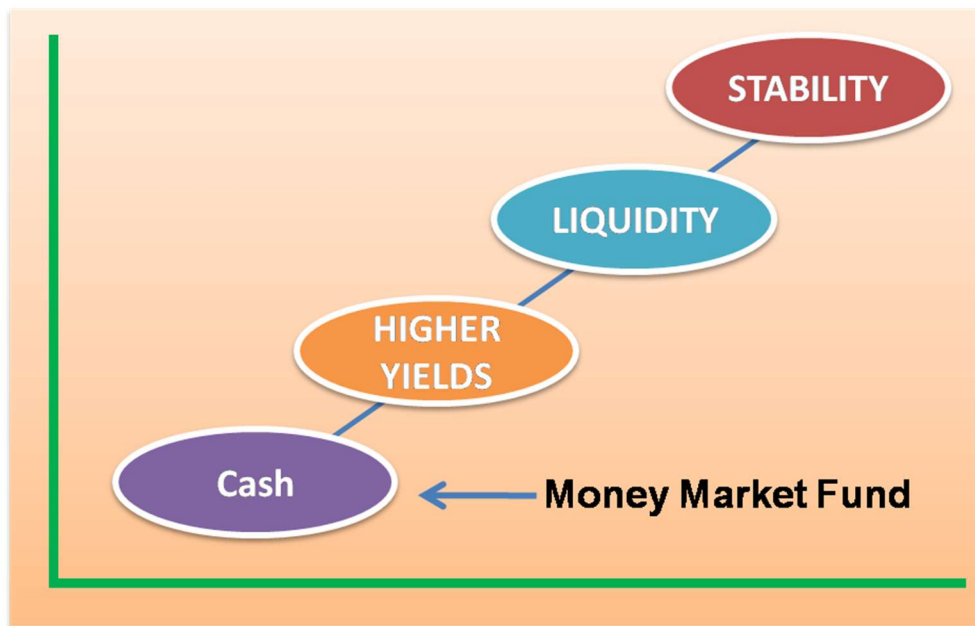 STABILITY
LIQUIDITY
HIGHER
YIELDS
Cash
Money Market Fund